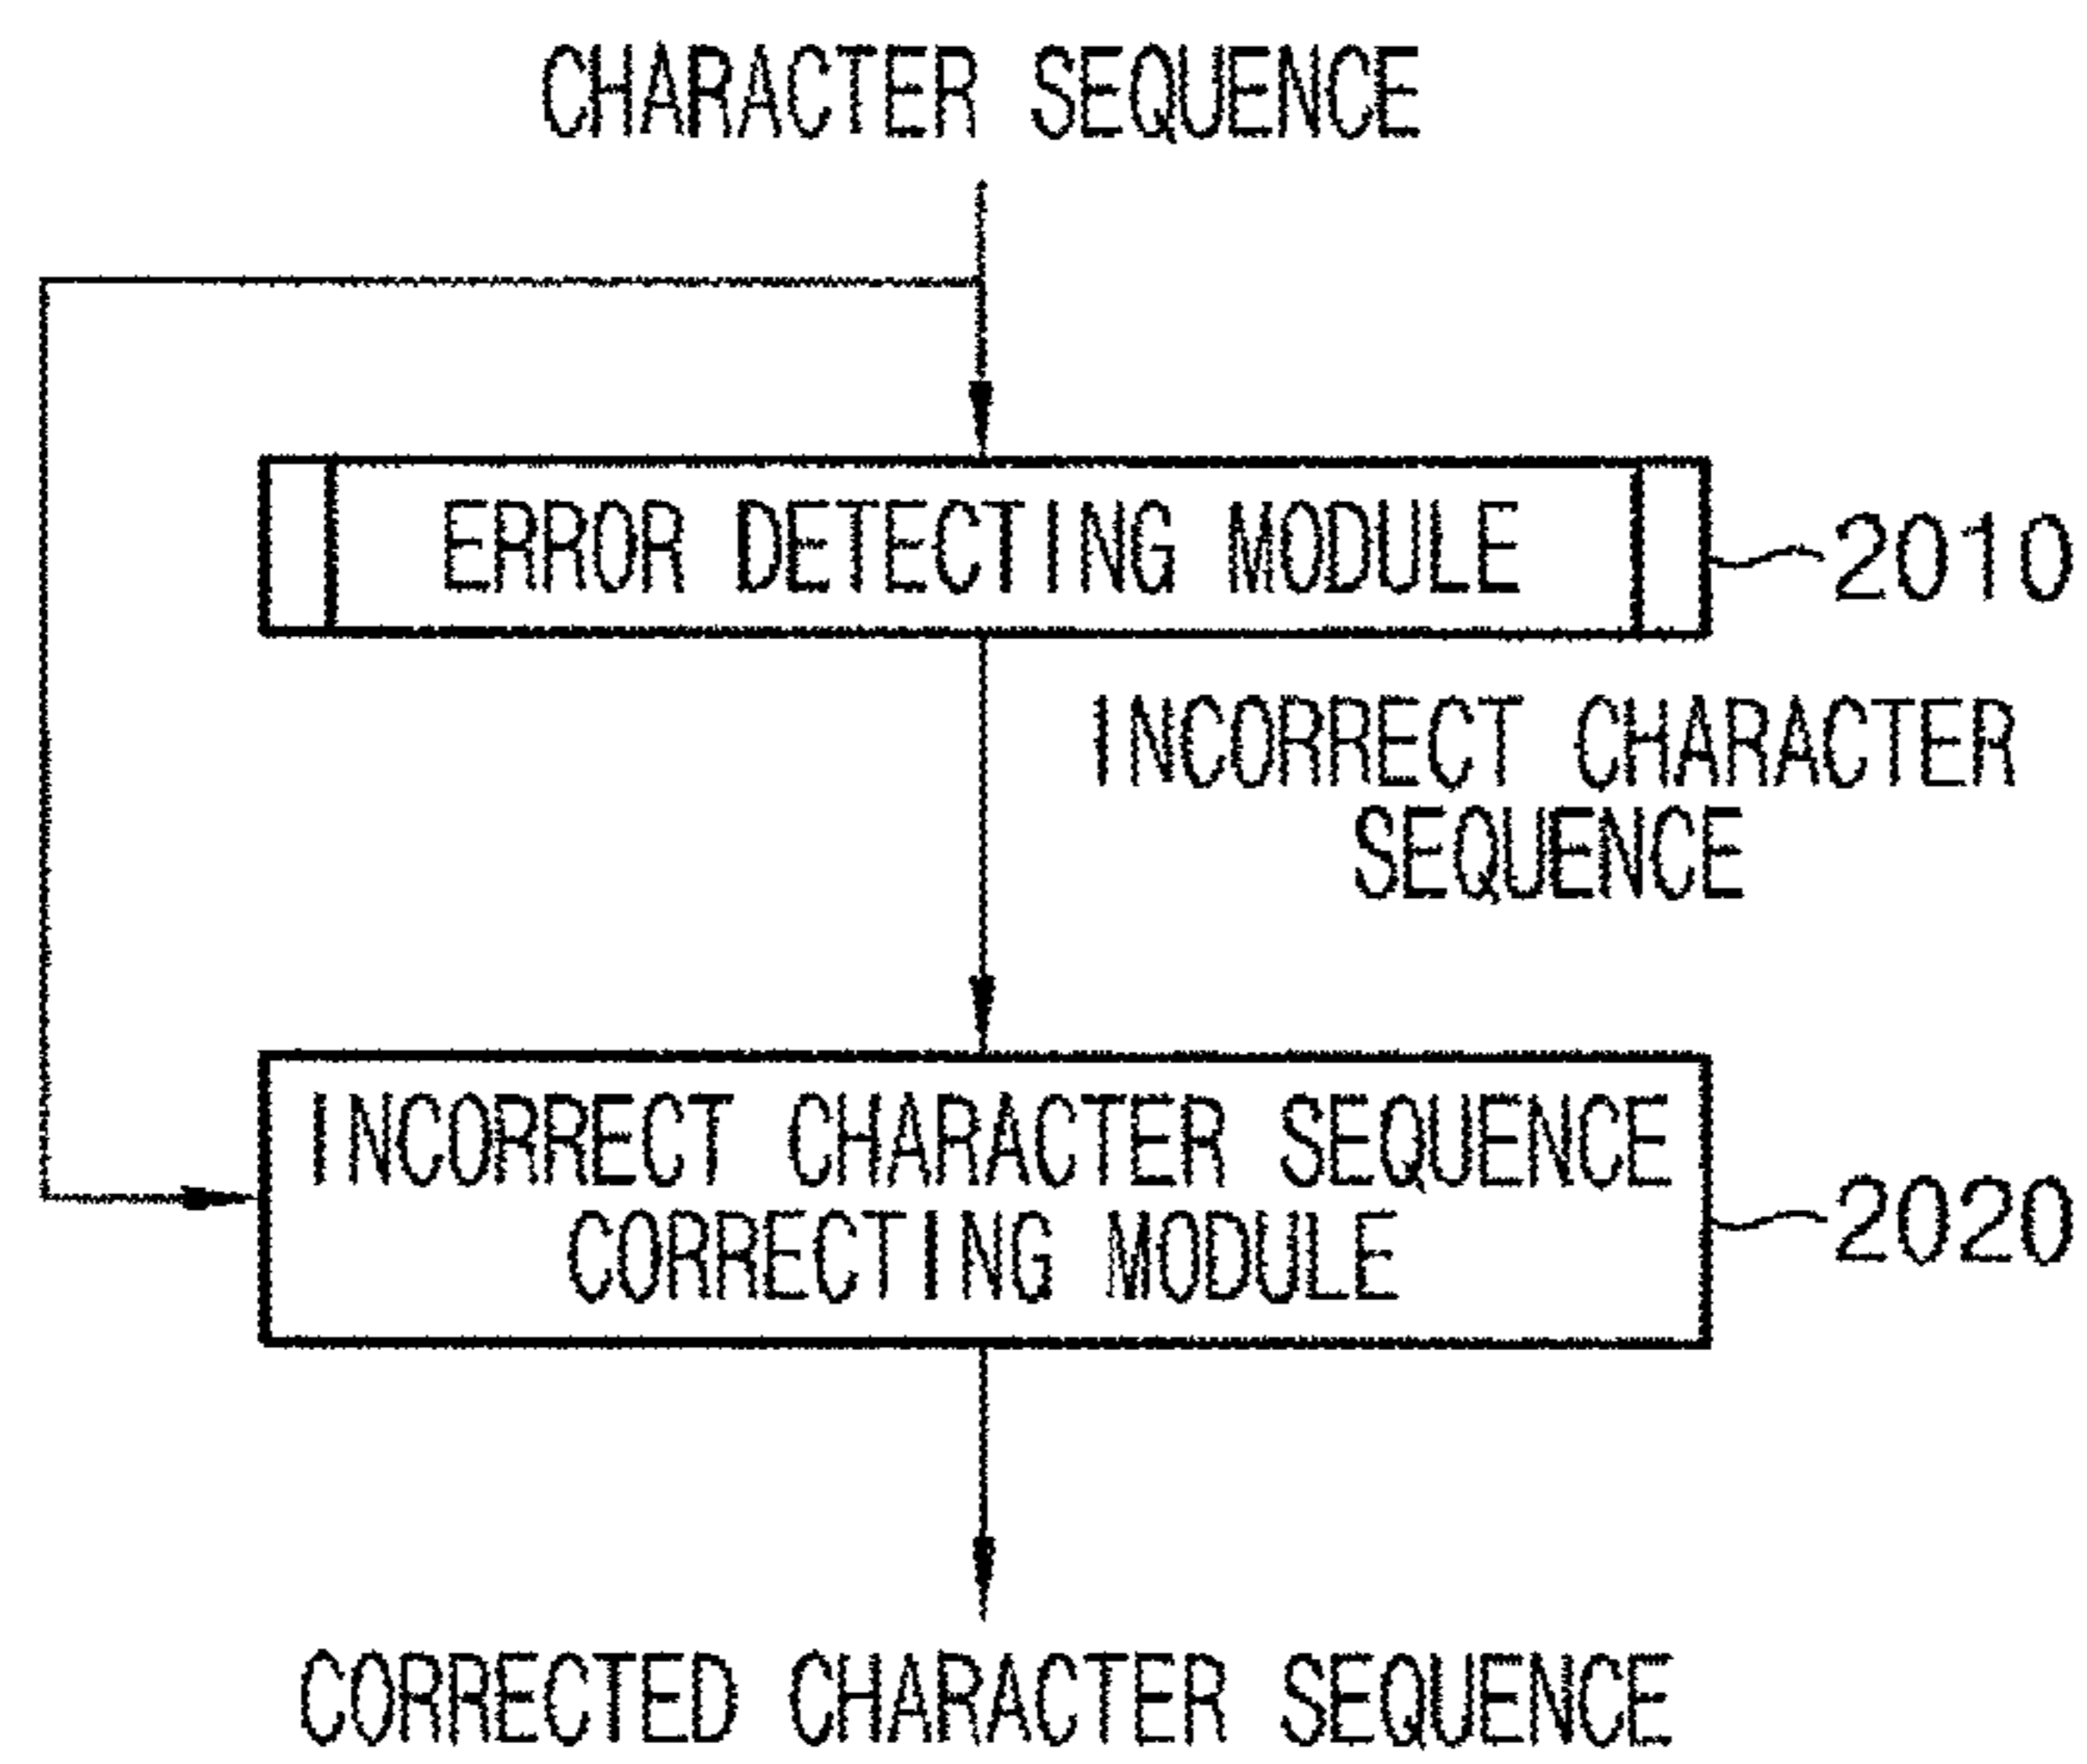 CHARACTER SEQUENCE
ERROR DETECTING MODULE
2010
INCORRECT CHARACTER
SEQUENCE
INCORRECT CHARACTER SEQUENCE
CORRECTING MODULE
2020
CORRECTED CHARACTER SEQUENCE